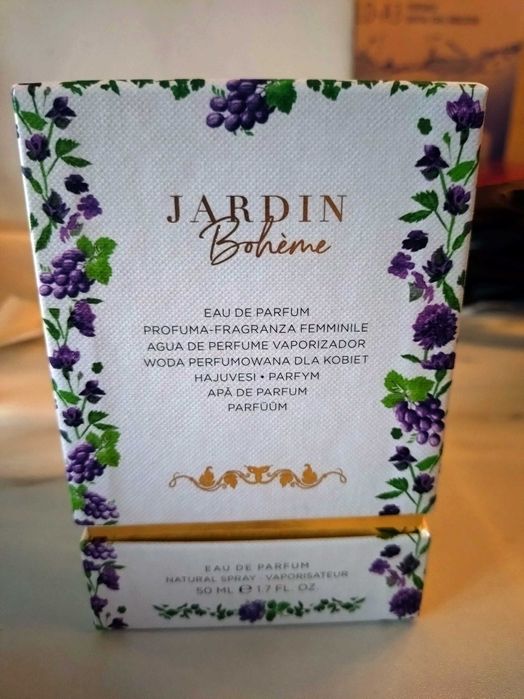 JARDIN
Bohème
EAU DE PARFUM
PROFUMA-FRAGRANZA FEMMINILE
AGUA DE PERFUME VAPORIZADOR
WODA PERFUMOWANA DLA KOBIET
HAJUVESI • PARFYM
APĂ DE PARFUM
PARFÜÜM
EAU DE PARFUM
NATURAL SPRAY - VAPORISATEUR
50 ML ℮ 1.7 FL. OZ.